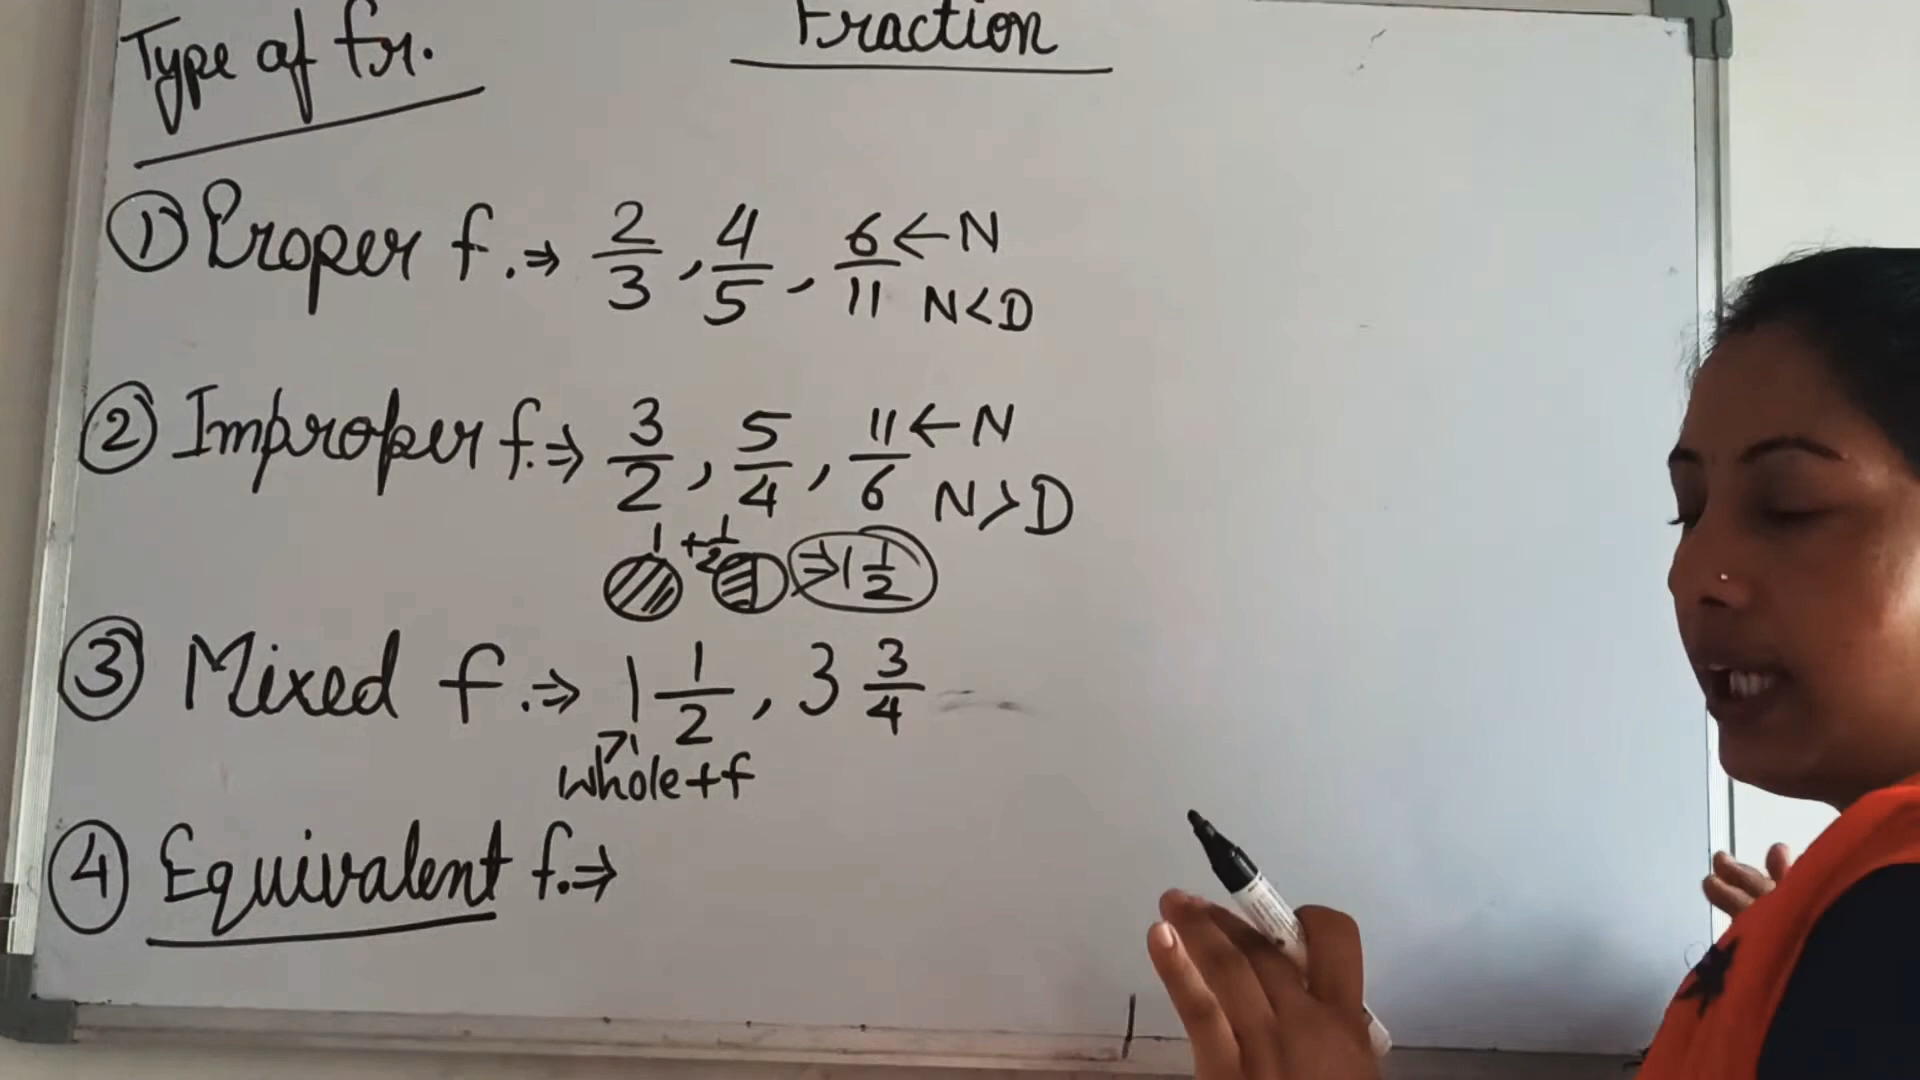 Type of fr.
Fraction
① Proper f. ⇒ 2/3, 4/5, 6/11 ← N
N<D
② Improper f. ⇒ 3/2, 5/4, 11/6 ← N
N>D
1 + 1/2 ⇒ 1 1/2
③ Mixed f. ⇒ 1 1/2, 3 3/4
Whole+f
④ Equivalent f. ⇒